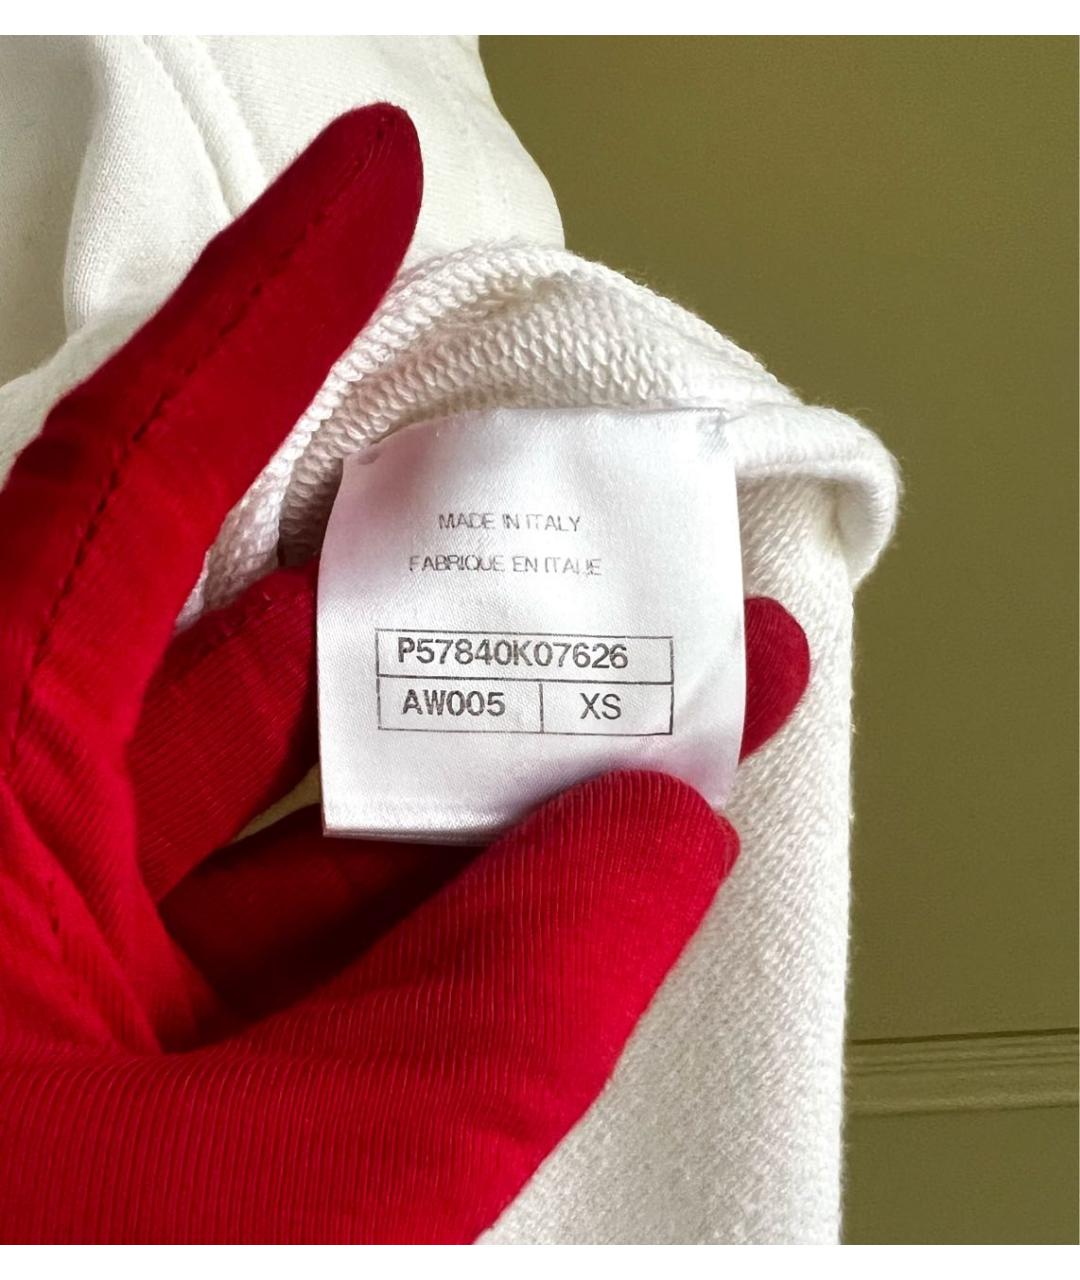 MADE IN ITALY
FABRIQUE EN ITALIE
P57840K07626
AW005 XS